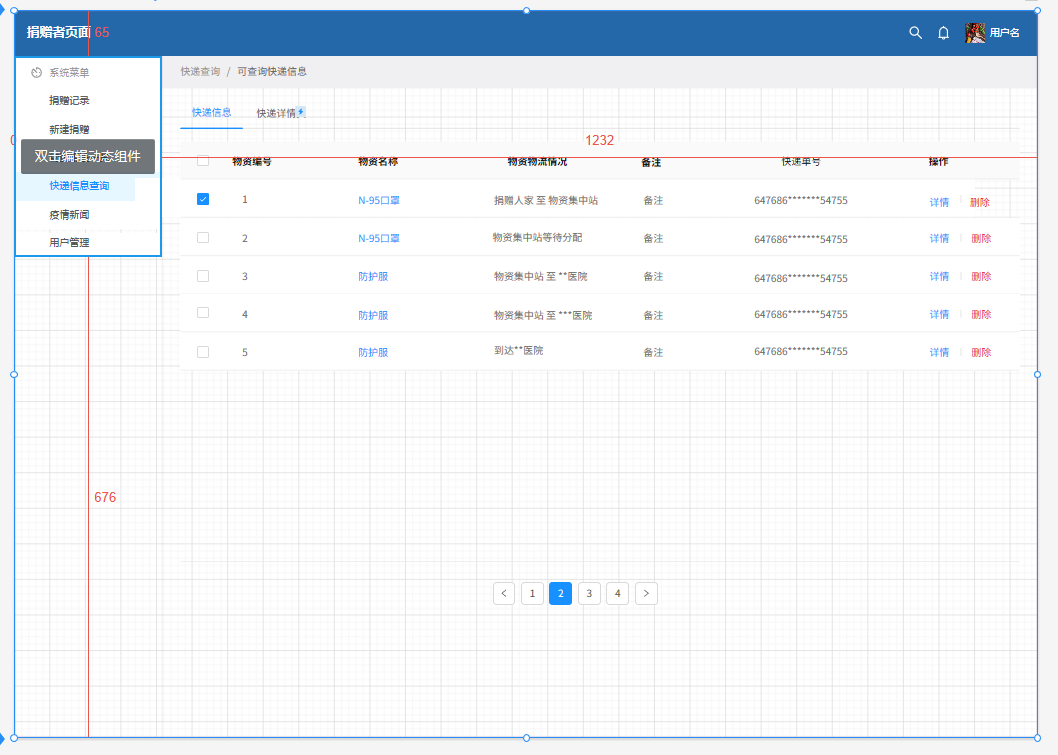 捐赠者页面 65 用户名
系统菜单 快递查询 / 可查询快递信息
捐赠记录 快递信息 快递详情
新建捐赠
1232
双击编辑动态组件 物资编号 物资名称 物资物流情况 备注 快递单号 操作
快递信息查询
1 N-95口罩 捐赠人家 至 物资集中站 备注 647686*******54755 详情 删除
疫情新闻
用户管理 2 N-95口罩 物资集中站等待分配 备注 647686*******54755 详情 删除
3 防护服 物资集中站 至 **医院 备注 647686*******54755 详情 删除
4 防护服 物资集中站 至 ***医院 备注 647686*******54755 详情 删除
5 防护服 到达**医院 备注 647686*******54755 详情 删除
676
< 1 2 3 4 >